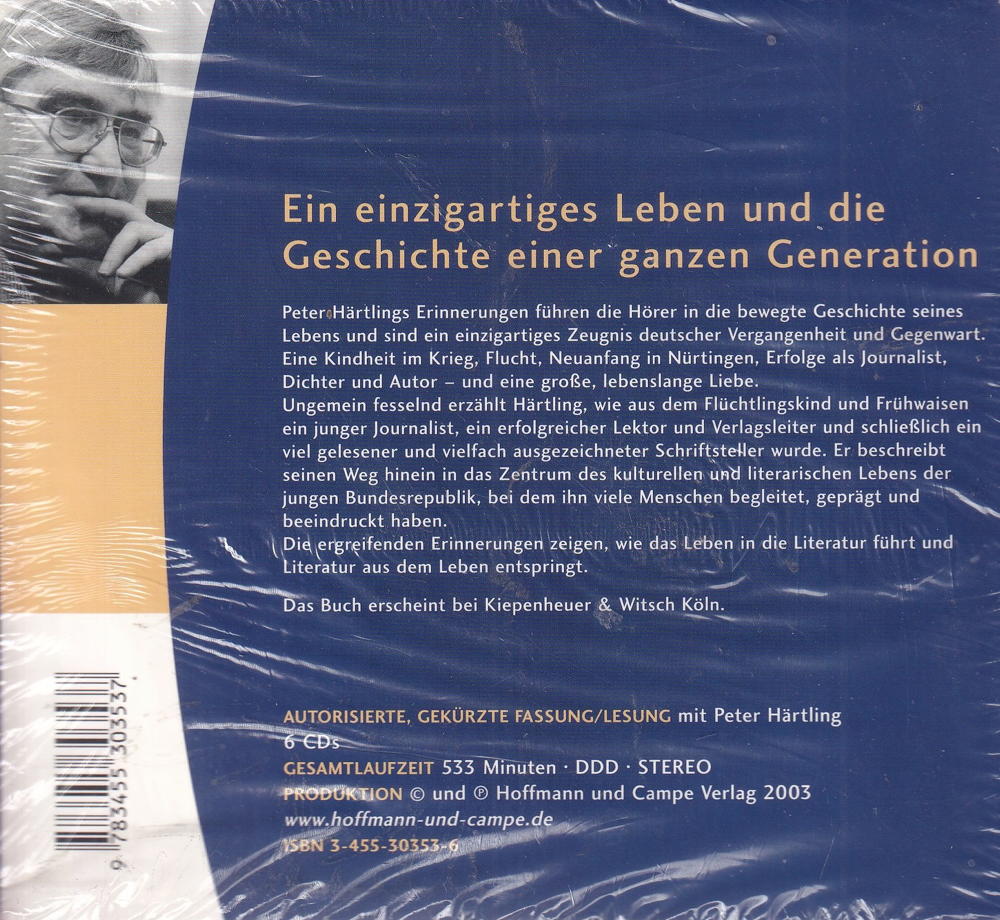 Ein einzigartiges Leben und die
Geschichte einer ganzen Generation
Peter Härtlings Erinnerungen führen die Hörer in die bewegte Geschichte seines
Lebens und sind ein einzigartiges Zeugnis deutscher Vergangenheit und Gegenwart.
Eine Kindheit im Krieg, Flucht, Neuanfang in Nürtingen, Erfolge als Journalist,
Dichter und Autor – und eine große, lebenslange Liebe.
Ungemein fesselnd erzählt Härtling, wie aus dem Flüchtlingskind und Frühwaisen
ein junger Journalist, ein erfolgreicher Lektor und Verlagsleiter und schließlich ein
viel gelesener und vielfach ausgezeichneter Schriftsteller wurde. Er beschreibt
seinen Weg hinein in das Zentrum des kulturellen und literarischen Lebens der
jungen Bundesrepublik, bei dem ihn viele Menschen begleitet, geprägt und
beeindruckt haben.
Die ergreifenden Erinnerungen zeigen, wie das Leben in die Literatur führt und
Literatur aus dem Leben entspringt.
Das Buch erscheint bei Kiepenheuer & Witsch Köln.
AUTORISIERTE, GEKÜRZTE FASSUNG/LESUNG mit Peter Härtling
6 CDs
GESAMTLAUFZEIT 533 Minuten · DDD · STEREO
PRODUKTION © und ℗ Hoffmann und Campe Verlag 2003
www.hoffmann-und-campe.de
ISBN 3-455-30353-6
9 783455 303537